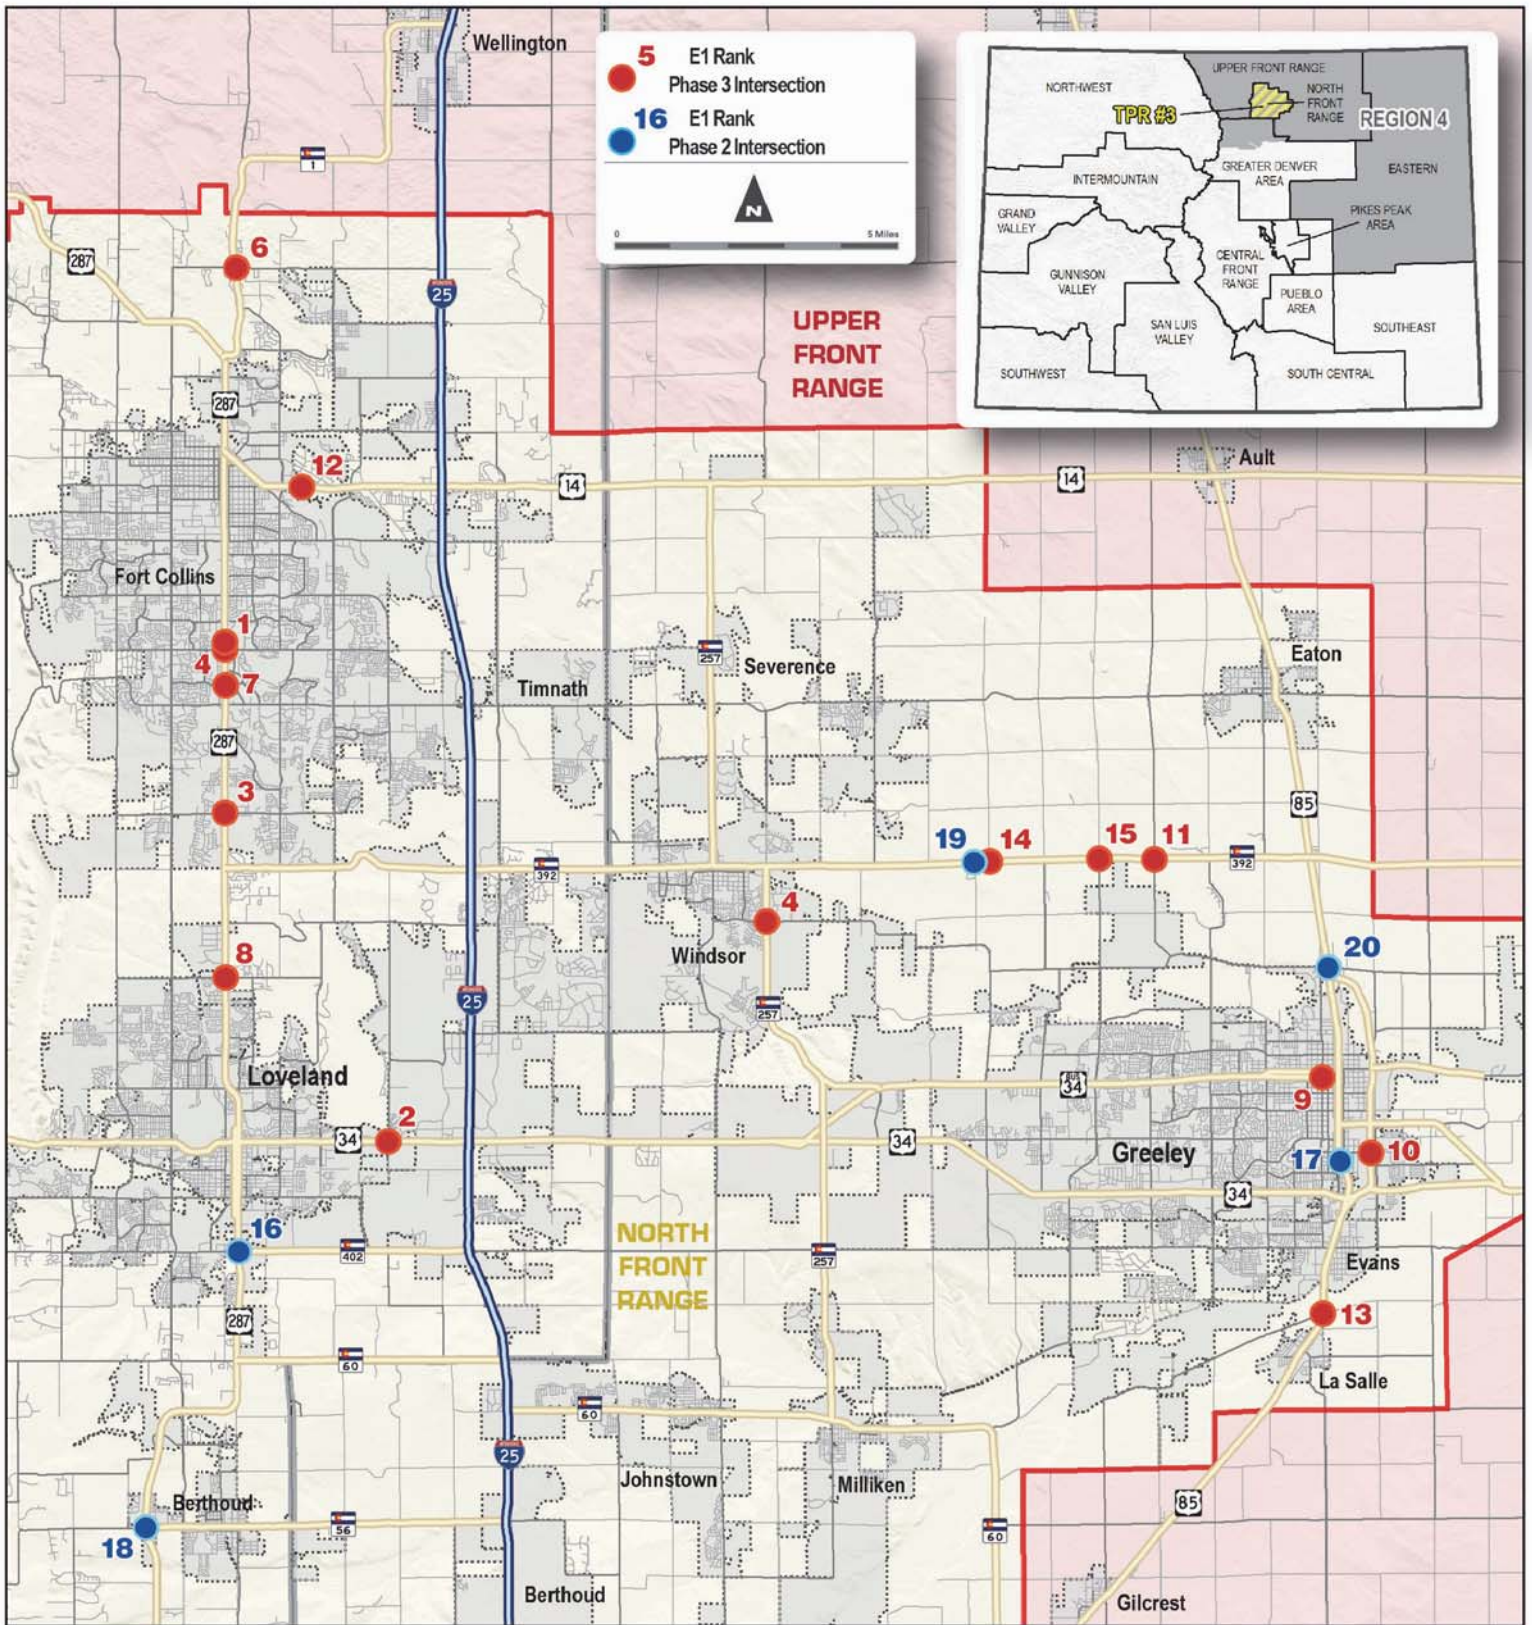 Wellington
5 E1 Rank
Phase 3 Intersection
16 E1 Rank
Phase 2 Intersection
N
0 5 Miles
UPPER FRONT RANGE
NORTHWEST
NORTH
FRONT
RANGE
TPR #3
REGION 4
INTERMOUNTAIN
GREATER DENVER
AREA
EASTERN
GRAND
VALLEY
PIKES PEAK
AREA
GUNNISON
VALLEY
CENTRAL
FRONT
RANGE
PUEBLO
AREA
SAN LUIS
VALLEY
SOUTHEAST
SOUTHWEST
SOUTH CENTRAL
1
6
287
25
UPPER
FRONT
RANGE
287
12
14
14
Ault
Fort Collins
1
4
7
257
Severence
Timnath
Eaton
287
3
85
19
14
15
11
392
392
4
Windsor
20
8
25
257
Loveland
BUS
34
9
2
34
34
Greeley
17
10
34
16
402
NORTH
FRONT
RANGE
257
Evans
287
13
60
La Salle
60
25
Johnstown
Milliken
Berthoud
85
56
60
18
Berthoud
Gilcrest